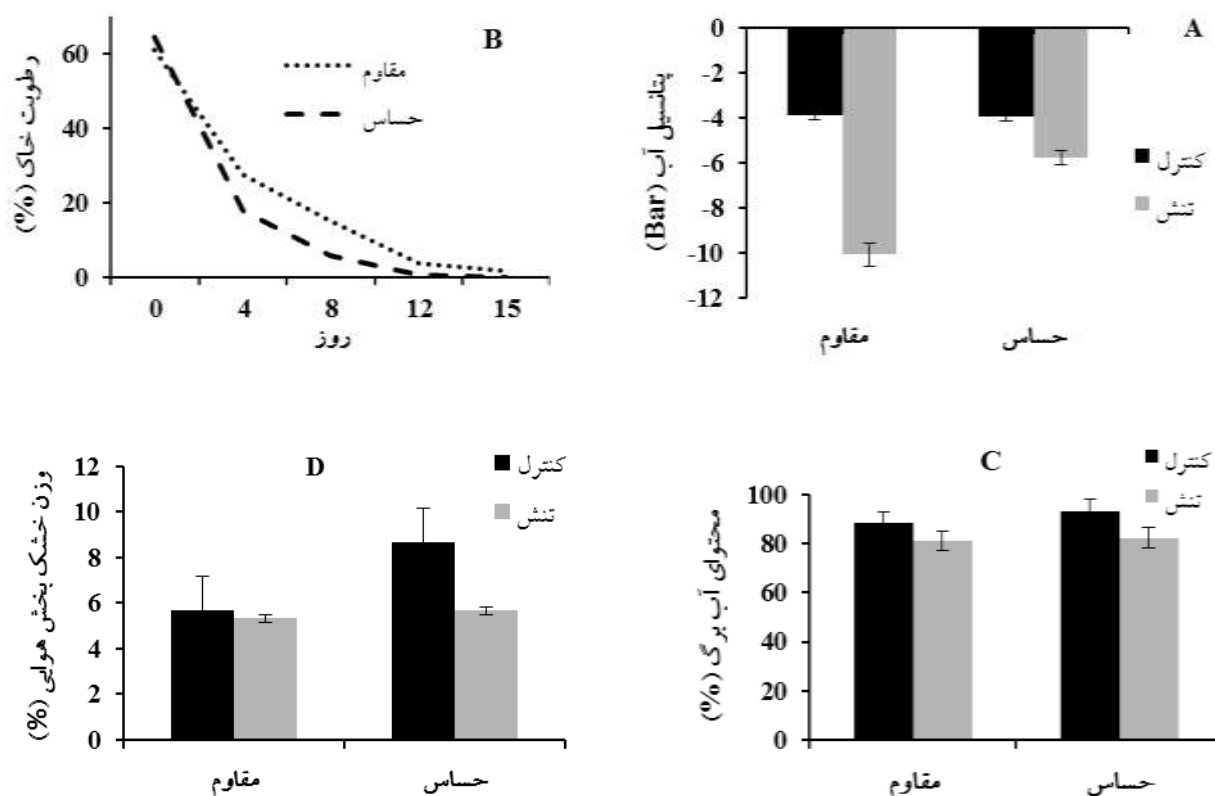 B
رطوبت خاک (%)
60
40
20
0
مقاوم
حساس
0 4 8 12 15
روز
A
پتانسیل آب (Bar)
0
-2
-4
-6
-8
-10
-12
کنترل
تنش
مقاوم حساس
D
وزن خشک بخش هوایی (%)
12
10
8
6
4
2
0
کنترل
تنش
مقاوم حساس
C
محتوای آب برگ (%)
100
80
60
40
20
0
کنترل
تنش
مقاوم حساس